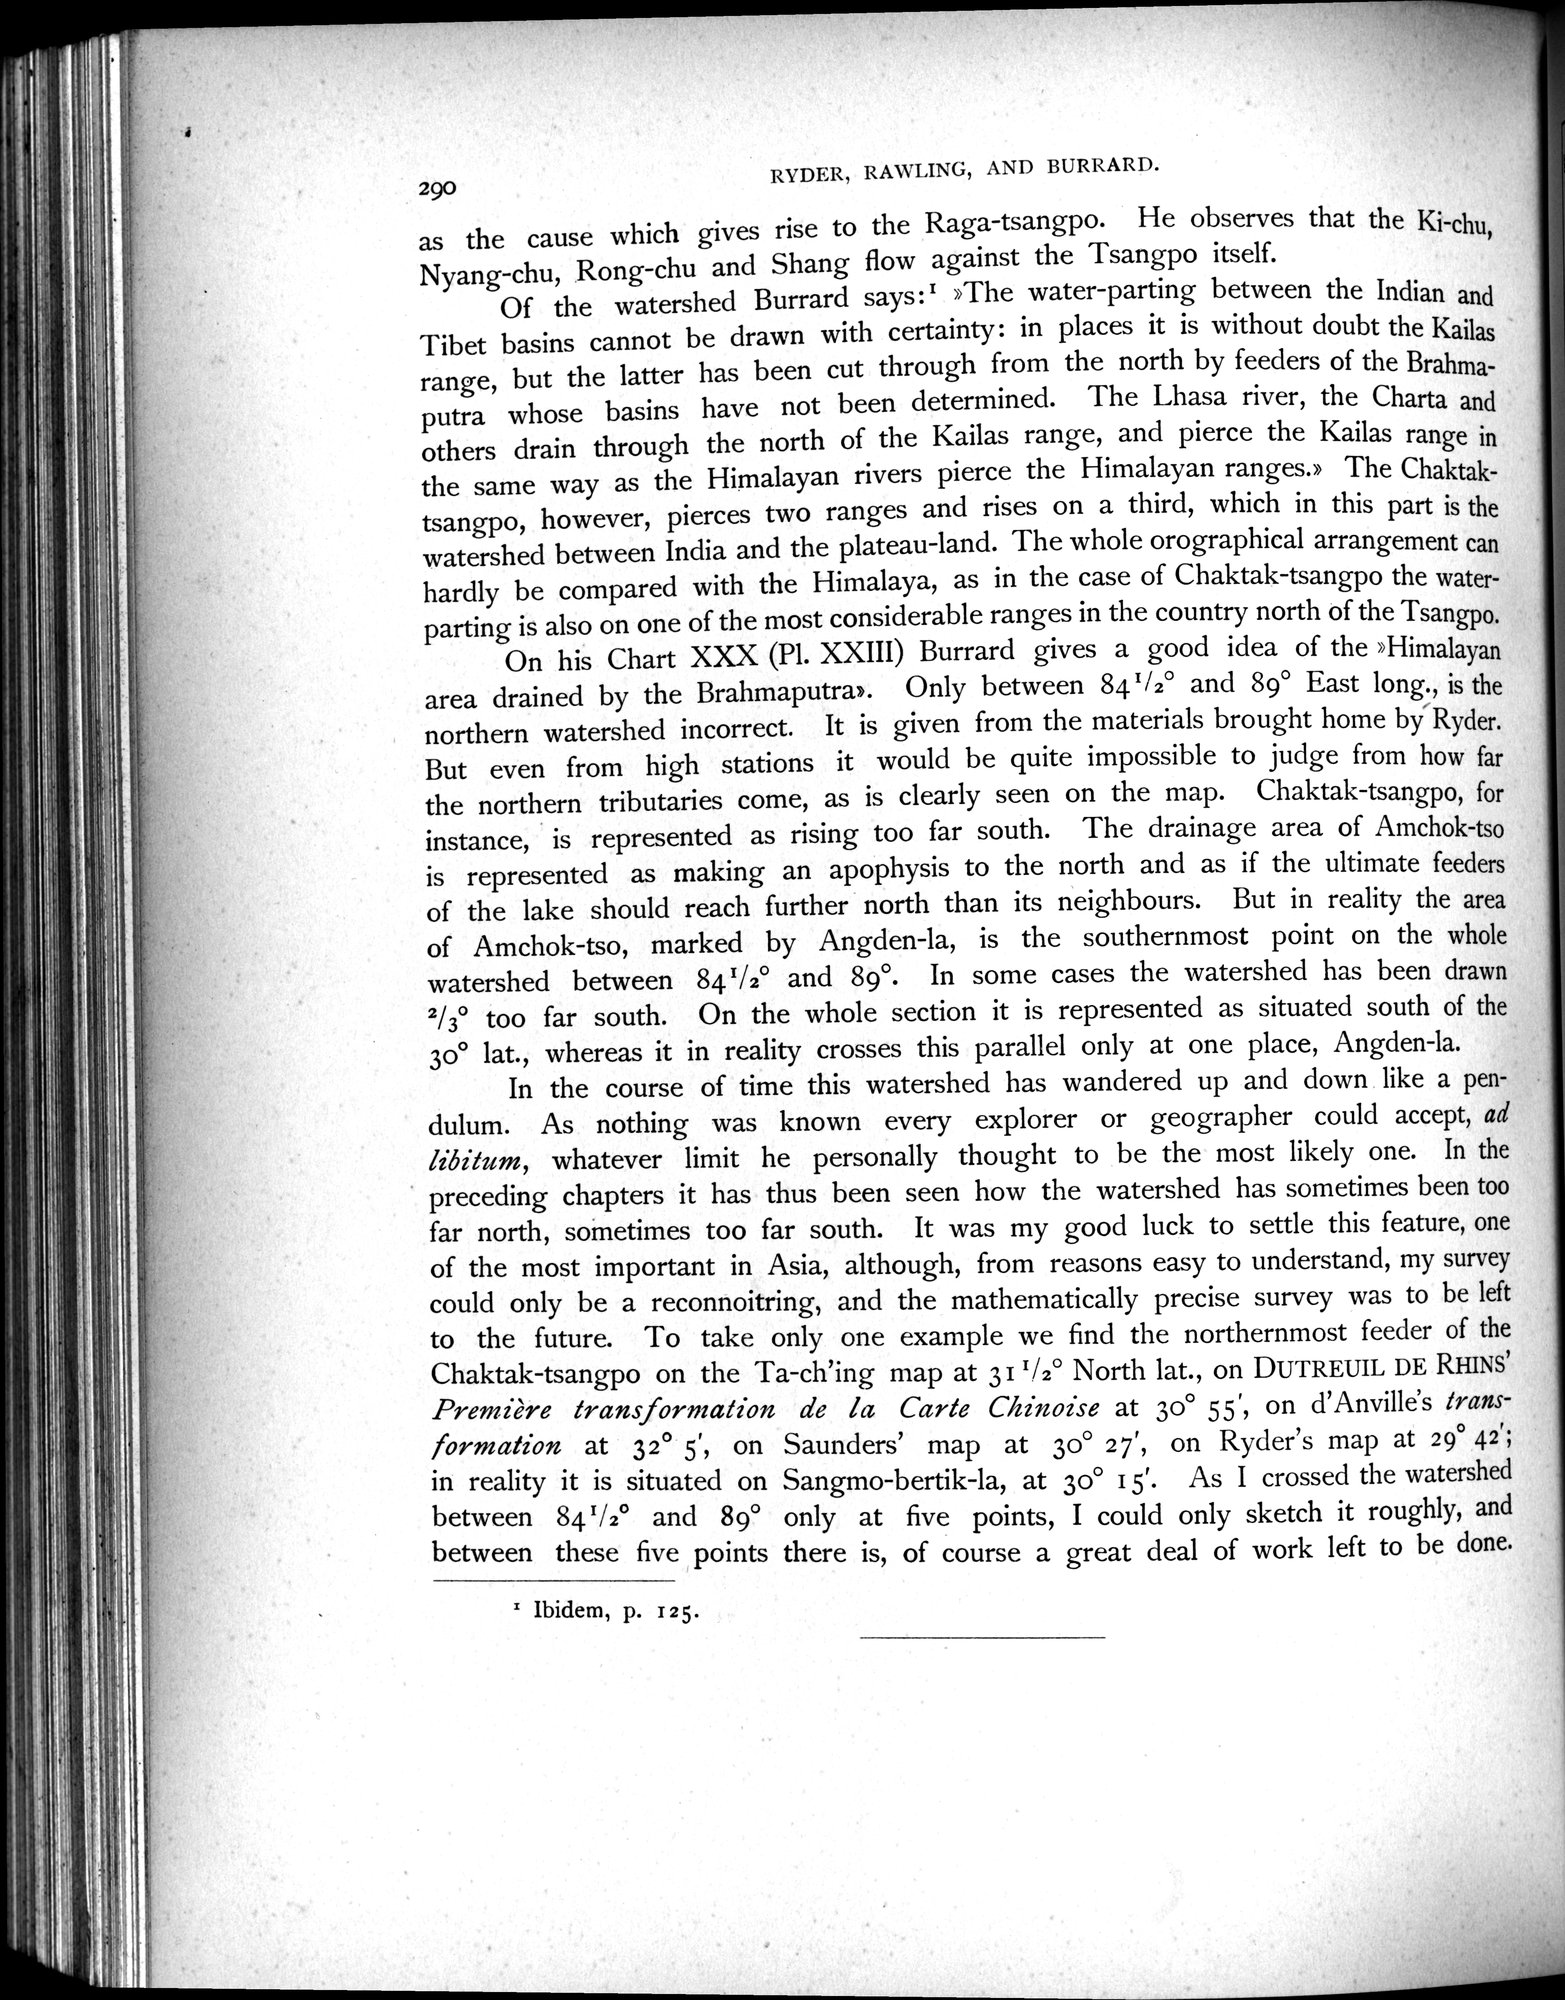 290
RYDER, RAWLING, AND BURRARD.
as the cause which gives rise to the Raga-tsangpo. He observes that the Ki-chu,
Nyang-chu, Rong-chu and Shang flow against the Tsangpo itself.
Of the watershed Burrard says:¹ »The water-parting between the Indian and
Tibet basins cannot be drawn with certainty: in places it is without doubt the Kailas
range, but the latter has been cut through from the north by feeders of the Brahma-
putra whose basins have not been determined. The Lhasa river, the Charta and
others drain through the north of the Kailas range, and pierce the Kailas range in
the same way as the Himalayan rivers pierce the Himalayan ranges.» The Chaktak-
tsangpo, however, pierces two ranges and rises on a third, which in this part is the
watershed between India and the plateau-land. The whole orographical arrangement can
hardly be compared with the Himalaya, as in the case of Chaktak-tsangpo the water-
parting is also on one of the most considerable ranges in the country north of the Tsangpo.
On his Chart XXX (Pl. XXIII) Burrard gives a good idea of the »Himalayan
area drained by the Brahmaputra». Only between 84¹/₂° and 89° East long., is the
northern watershed incorrect. It is given from the materials brought home by Ryder.
But even from high stations it would be quite impossible to judge from how far
the northern tributaries come, as is clearly seen on the map. Chaktak-tsangpo, for
instance, is represented as rising too far south. The drainage area of Amchok-tso
is represented as making an apophysis to the north and as if the ultimate feeders
of the lake should reach further north than its neighbours. But in reality the area
of Amchok-tso, marked by Angden-la, is the southernmost point on the whole
watershed between 84¹/₂° and 89°. In some cases the watershed has been drawn
²/₃° too far south. On the whole section it is represented as situated south of the
30° lat., whereas it in reality crosses this parallel only at one place, Angden-la.
In the course of time this watershed has wandered up and down like a pen-
dulum. As nothing was known every explorer or geographer could accept, ad
libitum, whatever limit he personally thought to be the most likely one. In the
preceding chapters it has thus been seen how the watershed has sometimes been too
far north, sometimes too far south. It was my good luck to settle this feature, one
of the most important in Asia, although, from reasons easy to understand, my survey
could only be a reconnoitring, and the mathematically precise survey was to be left
to the future. To take only one example we find the northernmost feeder of the
Chaktak-tsangpo on the Ta-ch'ing map at 31¹/₂° North lat., on DUTREUIL DE RHINS'
Première transformation de la Carte Chinoise at 30° 55', on d'Anville's trans-
formation at 32° 5', on Saunders' map at 30° 27', on Ryder's map at 29° 42';
in reality it is situated on Sangmo-bertik-la, at 30° 15'. As I crossed the watershed
between 84¹/₂° and 89° only at five points, I could only sketch it roughly, and
between these five points there is, of course a great deal of work left to be done.
¹ Ibidem, p. 125.